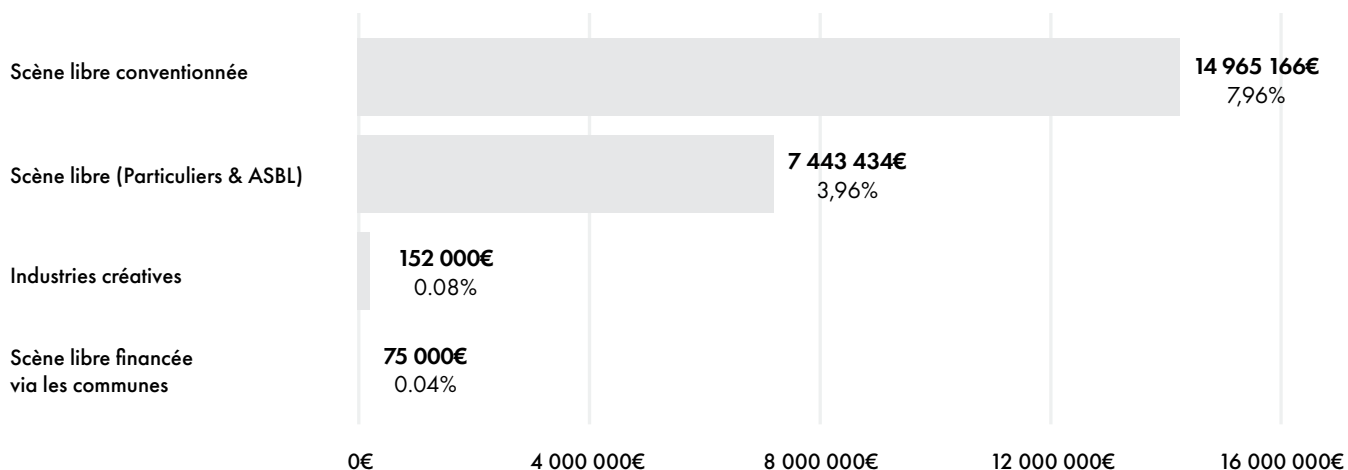 Scène libre conventionnée
14 965 166€
7,96%
Scène libre (Particuliers & ASBL)
7 443 434€
3,96%
Industries créatives
152 000€
0.08%
Scène libre financée
via les communes
75 000€
0.04%
0€ 4 000 000€ 8 000 000€ 12 000 000€ 16 000 000€